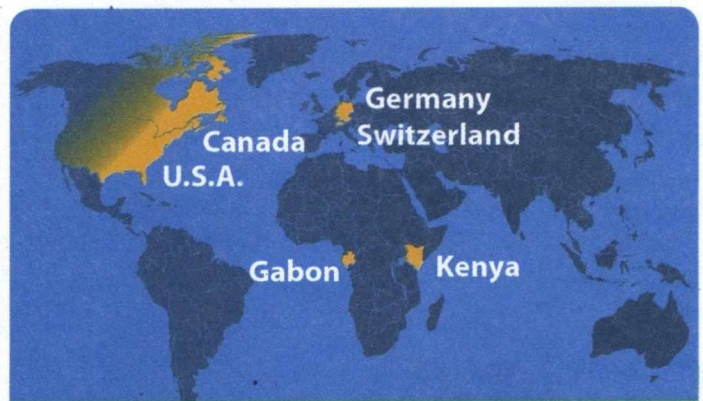 Germany
Switzerland
Canada
U.S.A.
Gabon
Kenya